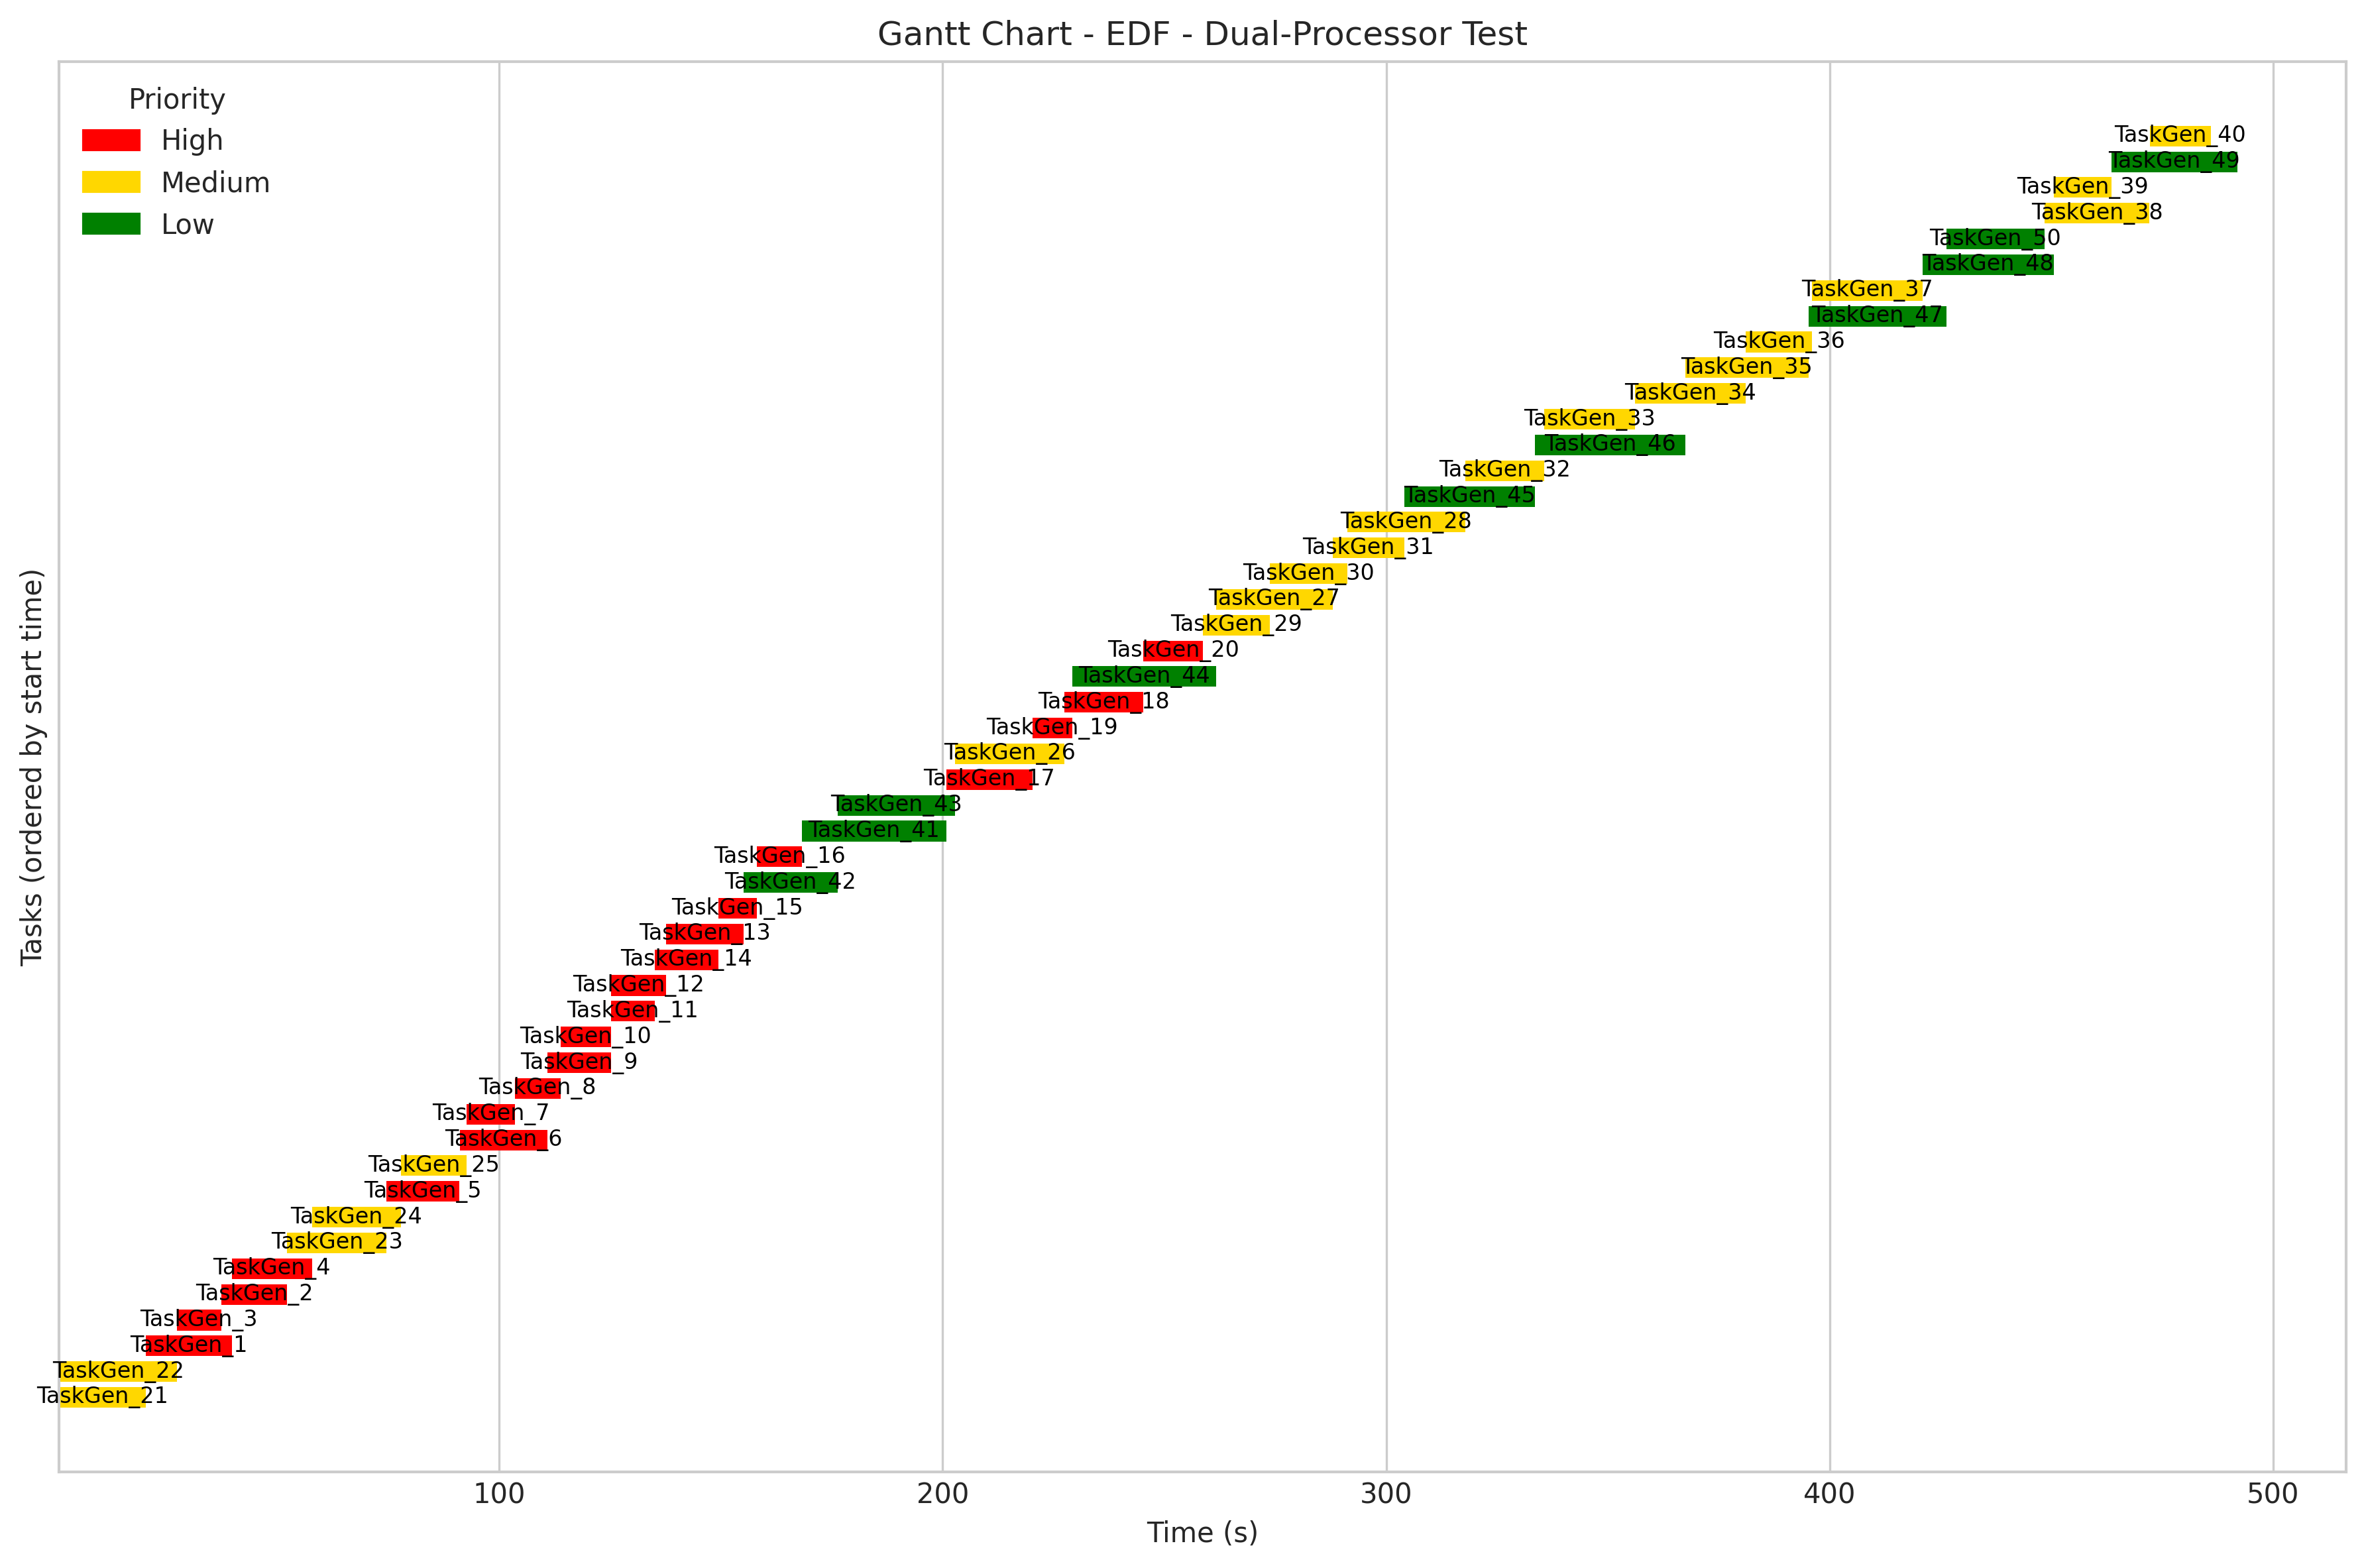 Gantt Chart - EDF - Dual-Processor Test
Priority
High
Medium
Low
TaskGen_40
TaskGen_49
TaskGen_39
TaskGen_38
TaskGen_50
TaskGen_48
TaskGen_37
TaskGen_47
TaskGen_36
TaskGen_35
TaskGen_34
TaskGen_33
TaskGen_46
TaskGen_32
TaskGen_45
TaskGen_28
TaskGen_31
TaskGen_30
TaskGen_27
TaskGen_29
TaskGen_20
TaskGen_44
TaskGen_18
TaskGen_19
TaskGen_26
TaskGen_17
TaskGen_43
TaskGen_41
TaskGen_16
TaskGen_42
TaskGen_15
TaskGen_13
TaskGen_14
TaskGen_12
TaskGen_11
TaskGen_10
TaskGen_9
TaskGen_8
TaskGen_7
TaskGen_6
TaskGen_25
TaskGen_5
TaskGen_24
TaskGen_23
TaskGen_4
TaskGen_2
TaskGen_3
TaskGen_1
TaskGen_22
TaskGen_21
Tasks (ordered by start time)
100 200 300 400 500
Time (s)